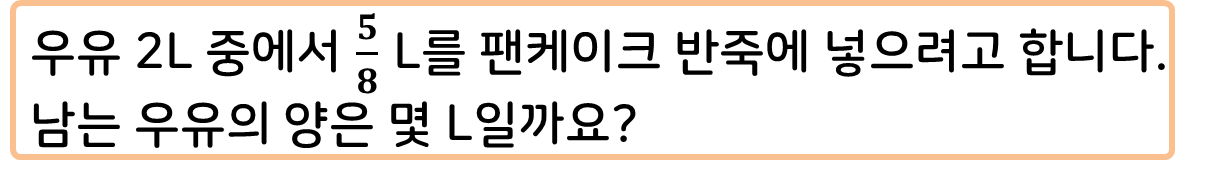 우유 2L 중에서 5/8 L를 팬케이크 반죽에 넣으려고 합니다.
남는 우유의 양은 몇 L일까요?